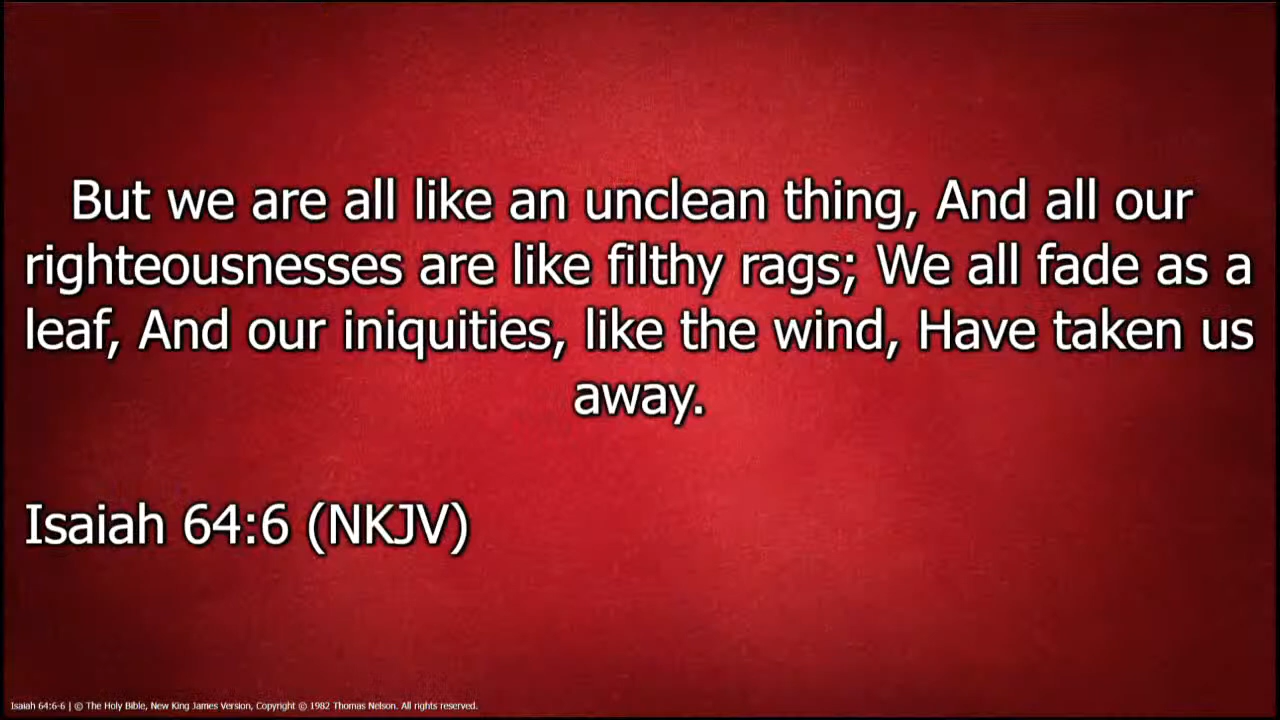 But we are all like an unclean thing, And all our
righteousnesses are like filthy rags; We all fade as a
leaf, And our iniquities, like the wind, Have taken us
away.
Isaiah 64:6 (NKJV)
Isaiah 64:6-6 | © The Holy Bible, New King James Version, Copyright © 1982 Thomas Nelson. All rights reserved.